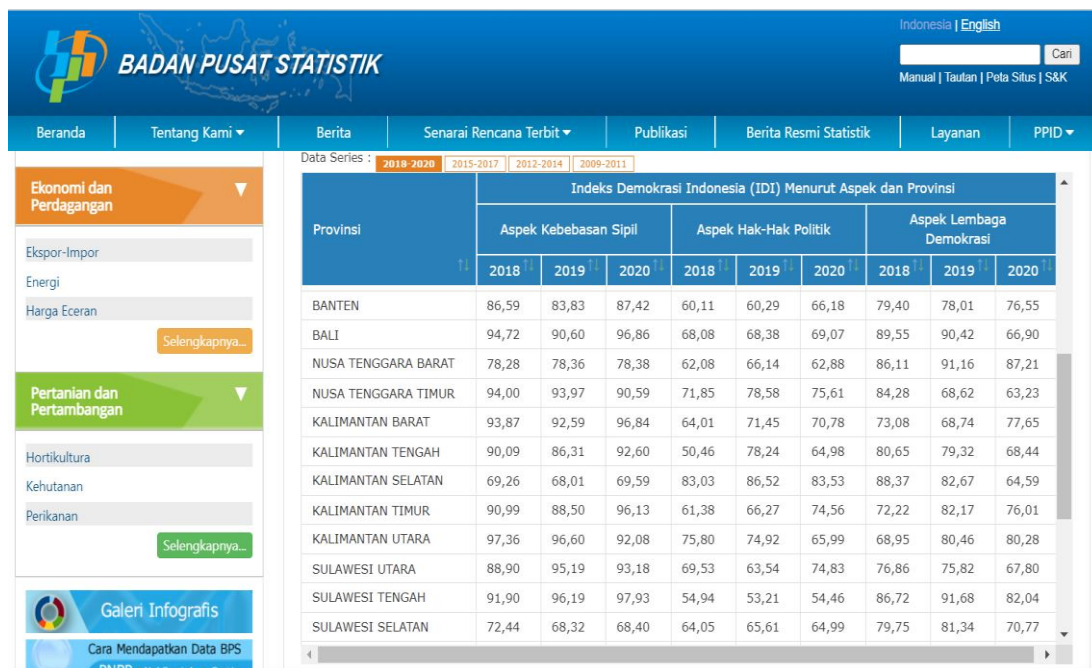 Indonesia | English
BADAN PUSAT STATISTIK
Cari
Manual | Tautan | Peta Situs | S&K
Beranda Tentang Kami Berita Senarai Rencana Terbit Publikasi Berita Resmi Statistik Layanan PPID
Ekonomi dan
Perdagangan
Ekspor-Impor
Energi
Harga Eceran
Selengkapnya...
Pertanian dan
Pertambangan
Hortikultura
Kehutanan
Perikanan
Selengkapnya...
Galeri Infografis
Cara Mendapatkan Data BPS
Data Series : 2018-2020 2015-2017 2012-2014 2009-2011
Indeks Demokrasi Indonesia (IDI) Menurut Aspek dan Provinsi
Provinsi Aspek Kebebasan Sipil Aspek Hak-Hak Politik Aspek Lembaga
Demokrasi
2018 2019 2020 2018 2019 2020 2018 2019 2020
BANTEN 86,59 83,83 87,42 60,11 60,29 66,18 79,40 78,01 76,55
BALI 94,72 90,60 96,86 68,08 68,38 69,07 89,55 90,42 66,90
NUSA TENGGARA BARAT 78,28 78,36 78,38 62,08 66,14 62,88 86,11 91,16 87,21
NUSA TENGGARA TIMUR 94,00 93,97 90,59 71,85 78,58 75,61 84,28 68,62 63,23
KALIMANTAN BARAT 93,87 92,59 96,84 64,01 71,45 70,78 73,08 68,74 77,65
KALIMANTAN TENGAH 90,09 86,31 92,60 50,46 78,24 64,98 80,65 79,32 68,44
KALIMANTAN SELATAN 69,26 68,01 69,59 83,03 86,52 83,53 88,37 82,67 64,59
KALIMANTAN TIMUR 90,99 88,50 96,13 61,38 66,27 74,56 72,22 82,17 76,01
KALIMANTAN UTARA 97,36 96,60 92,08 75,80 74,92 65,99 68,95 80,46 80,28
SULAWESI UTARA 88,90 95,19 93,18 69,53 63,54 74,83 76,86 75,82 67,80
SULAWESI TENGAH 91,90 96,19 97,93 54,94 53,21 54,46 86,72 91,68 82,04
SULAWESI SELATAN 72,44 68,32 68,40 64,05 65,61 64,99 79,75 81,34 70,77